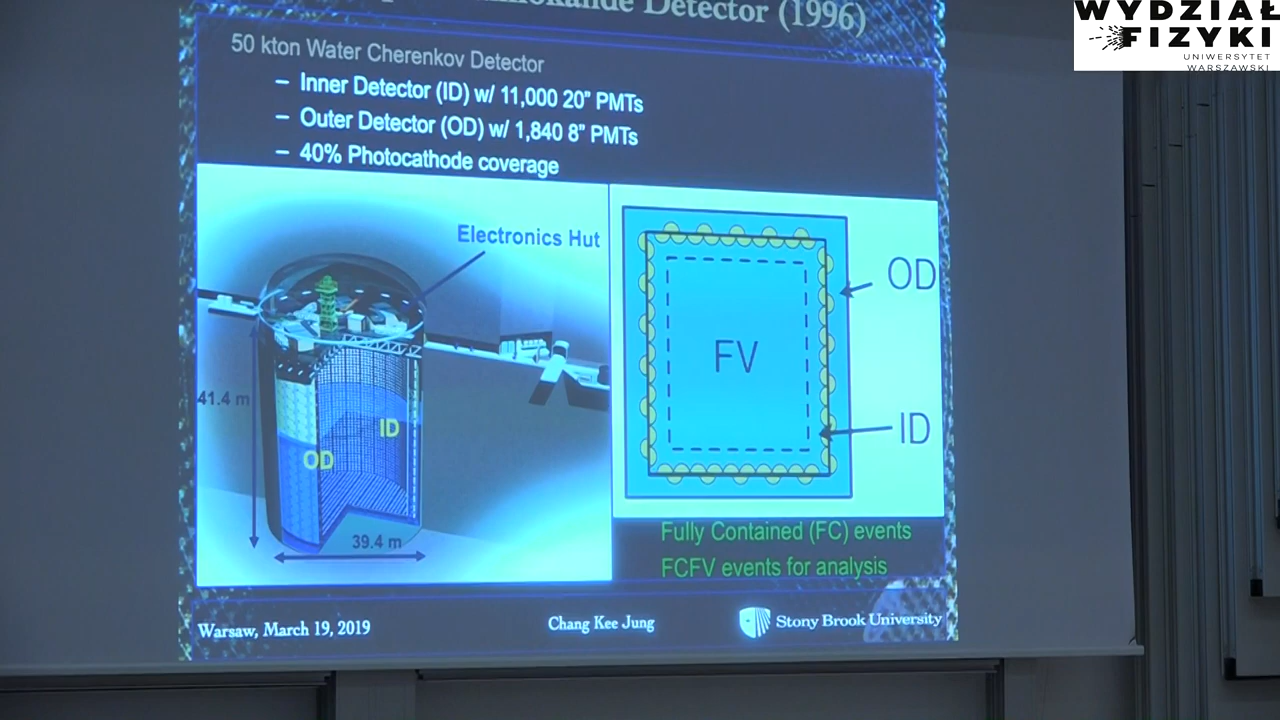 Detector (1996)
50 kton Water Cherenkov Detector
– Inner Detector (ID) w/ 11,000 20” PMTs
– Outer Detector (OD) w/ 1,840 8” PMTs
– 40% Photocathode coverage
Electronics Hut
41.4 m
ID
OD
39.4 m
OD
FV
ID
Fully Contained (FC) events
FCFV events for analysis
Warsaw, March 19, 2019
Chang Kee Jung
Stony Brook University
WYDZIAŁ
FIZYKI
UNIWERSYTET
WARSZAWSKI